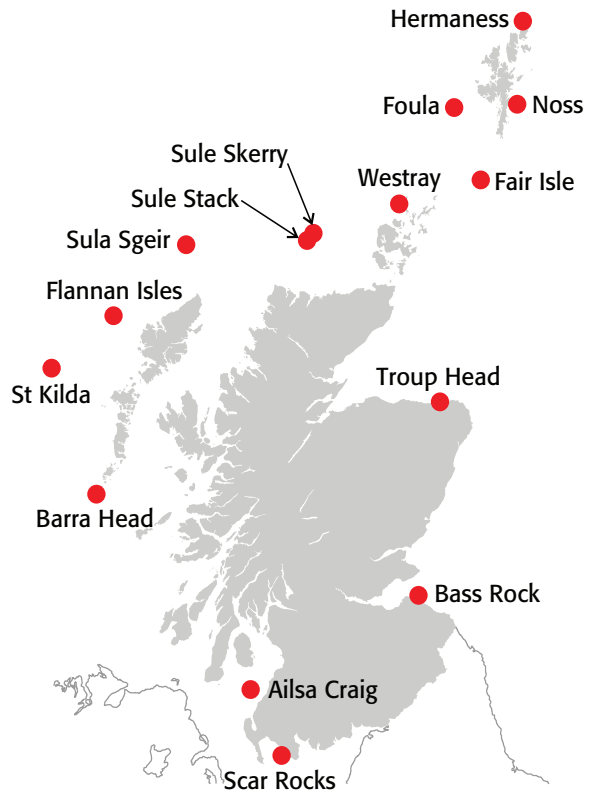 Hermaness
Foula
Noss
Sule Skerry
Westray
Fair Isle
Sule Stack
Sula Sgeir
Flannan Isles
St Kilda
Troup Head
Barra Head
Bass Rock
Ailsa Craig
Scar Rocks